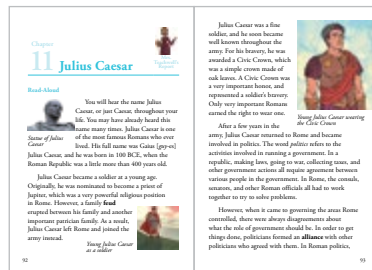 Chapter
11 Julius Caesar
Read-Aloud
You will hear the name Julius
Caesar, or just Caesar, throughout your
life. You may have already heard this
name many times. Julius Caesar is one
of the most famous Romans who ever
lived. His full name was Gaius [guy-es]
Julius Caesar, and he was born in 100 BCE, when the
Roman Republic was a little more than 400 years old.
Statue of Julius
Caesar
Julius Caesar became a soldier at a young age.
Originally, he was nominated to become a priest of
Jupiter, which was a very powerful religious position
in Rome. However, a family feud
erupted between his family and another
important patrician family. As a result,
Julius Caesar left Rome and joined the
army instead.
Young Julius Caesar
as a soldier
92
Julius Caesar was a fine
soldier, and he soon became
well known throughout the
army. For his bravery, he was
awarded a Civic Crown, which
was a simple crown made of
oak leaves. A Civic Crown was
a very important honor, and
represented a soldier's bravery.
Only very important Romans
earned the right to wear one.
Young Julius Caesar wearing
the Civic Crown
After a few years in the
army, Julius Caesar returned to Rome and became
involved in politics. The word politics refers to the
activities involved in running a government. In a
republic, making laws, going to war, collecting taxes, and
other government actions all require agreement between
various people in the government. In Rome, the consuls,
senators, and other Roman officials all had to work
together to try to solve problems.
However, when it came to governing the areas Rome
controlled, there were always disagreements about
what the role of government should be. In order to get
things done, politicians formed an alliance with other
politicians who agreed with them. In Roman politics,
93